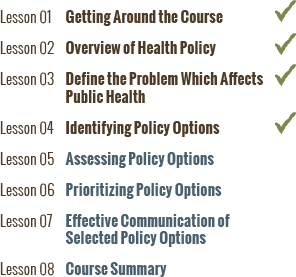 Lesson 01 Getting Around the Course
Lesson 02 Overview of Health Policy
Lesson 03 Define the Problem Which Affects
Public Health
Lesson 04 Identifying Policy Options
Lesson 05 Assessing Policy Options
Lesson 06 Prioritizing Policy Options
Lesson 07 Effective Communication of
Selected Policy Options
Lesson 08 Course Summary